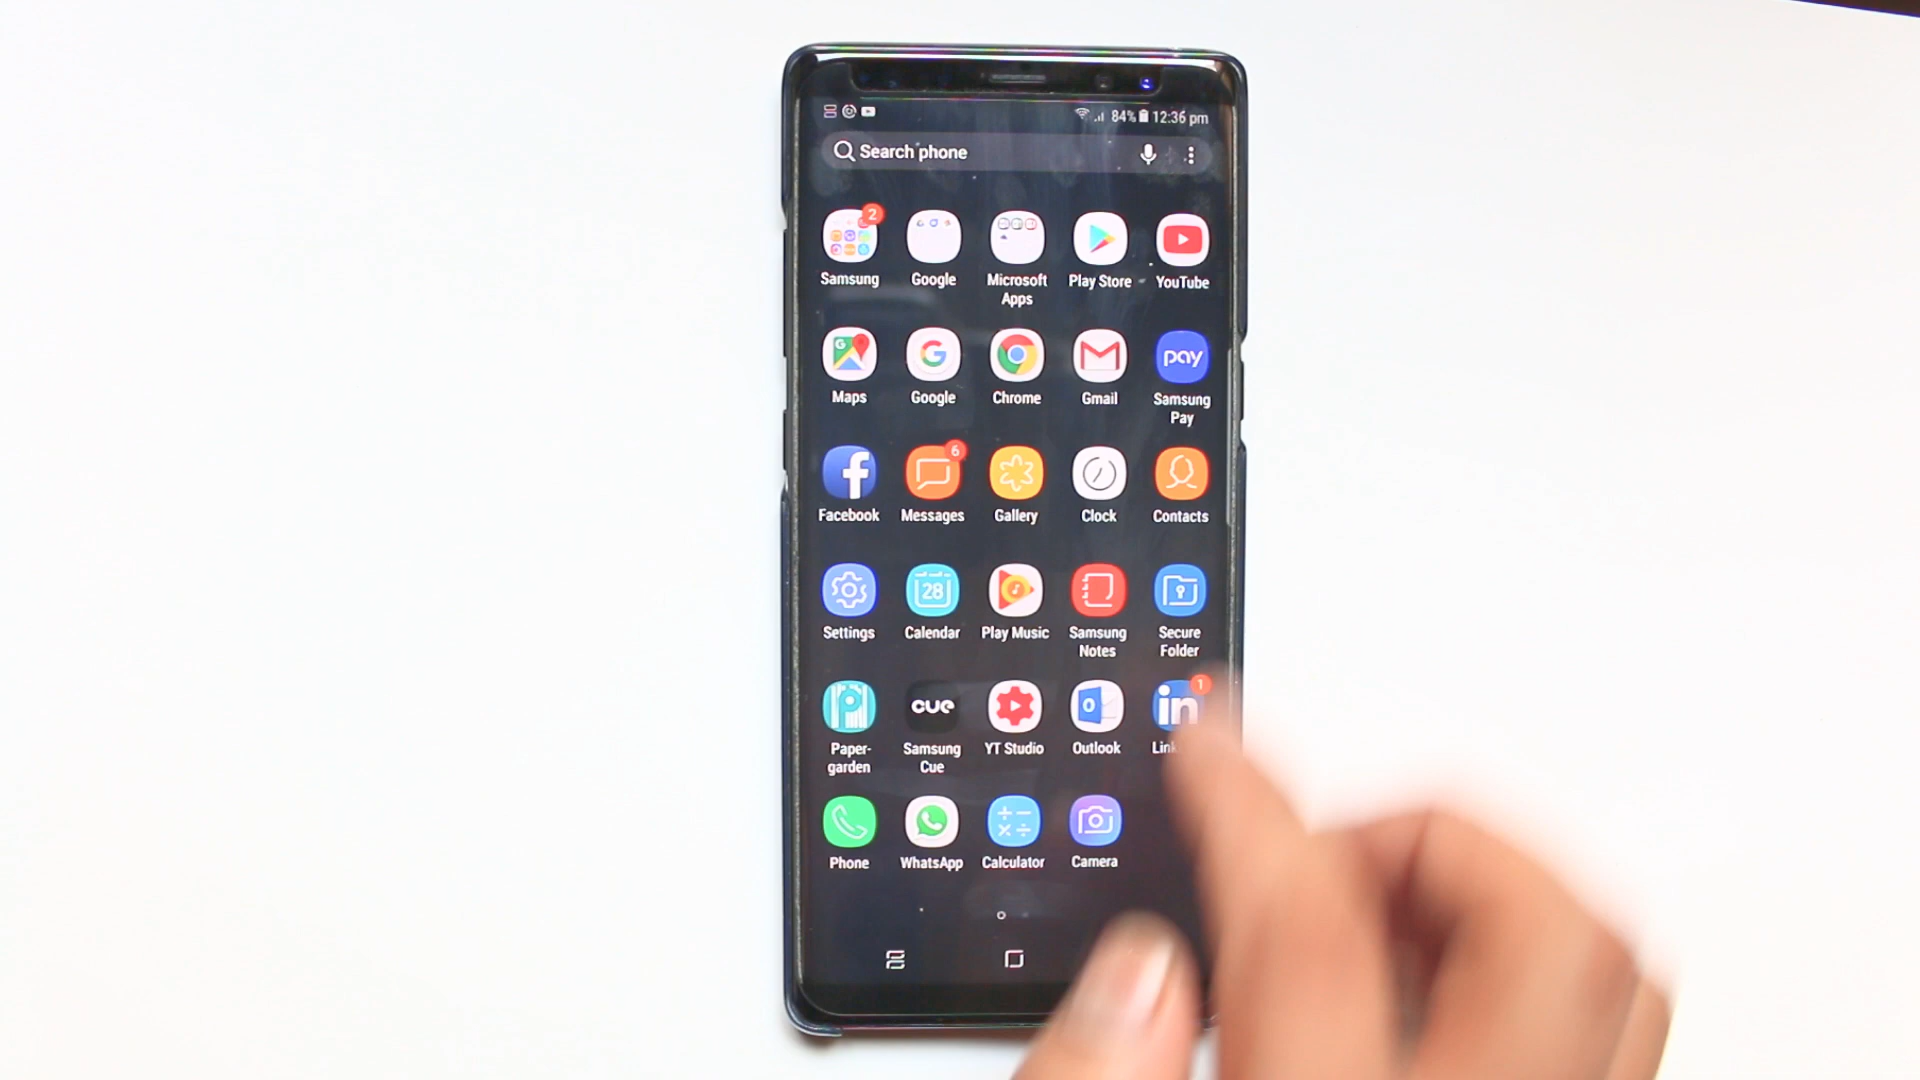 84% 12:36 pm
Search phone
2
Samsung Google Microsoft Apps Play Store YouTube
G
pay
Maps Google Chrome Gmail Samsung Pay
6
Facebook Messages Gallery Clock Contacts
28
Settings Calendar Play Music Samsung Notes Secure Folder
1
cue
in
Paper-garden Samsung Cue YT Studio Outlook
Phone WhatsApp Calculator Camera